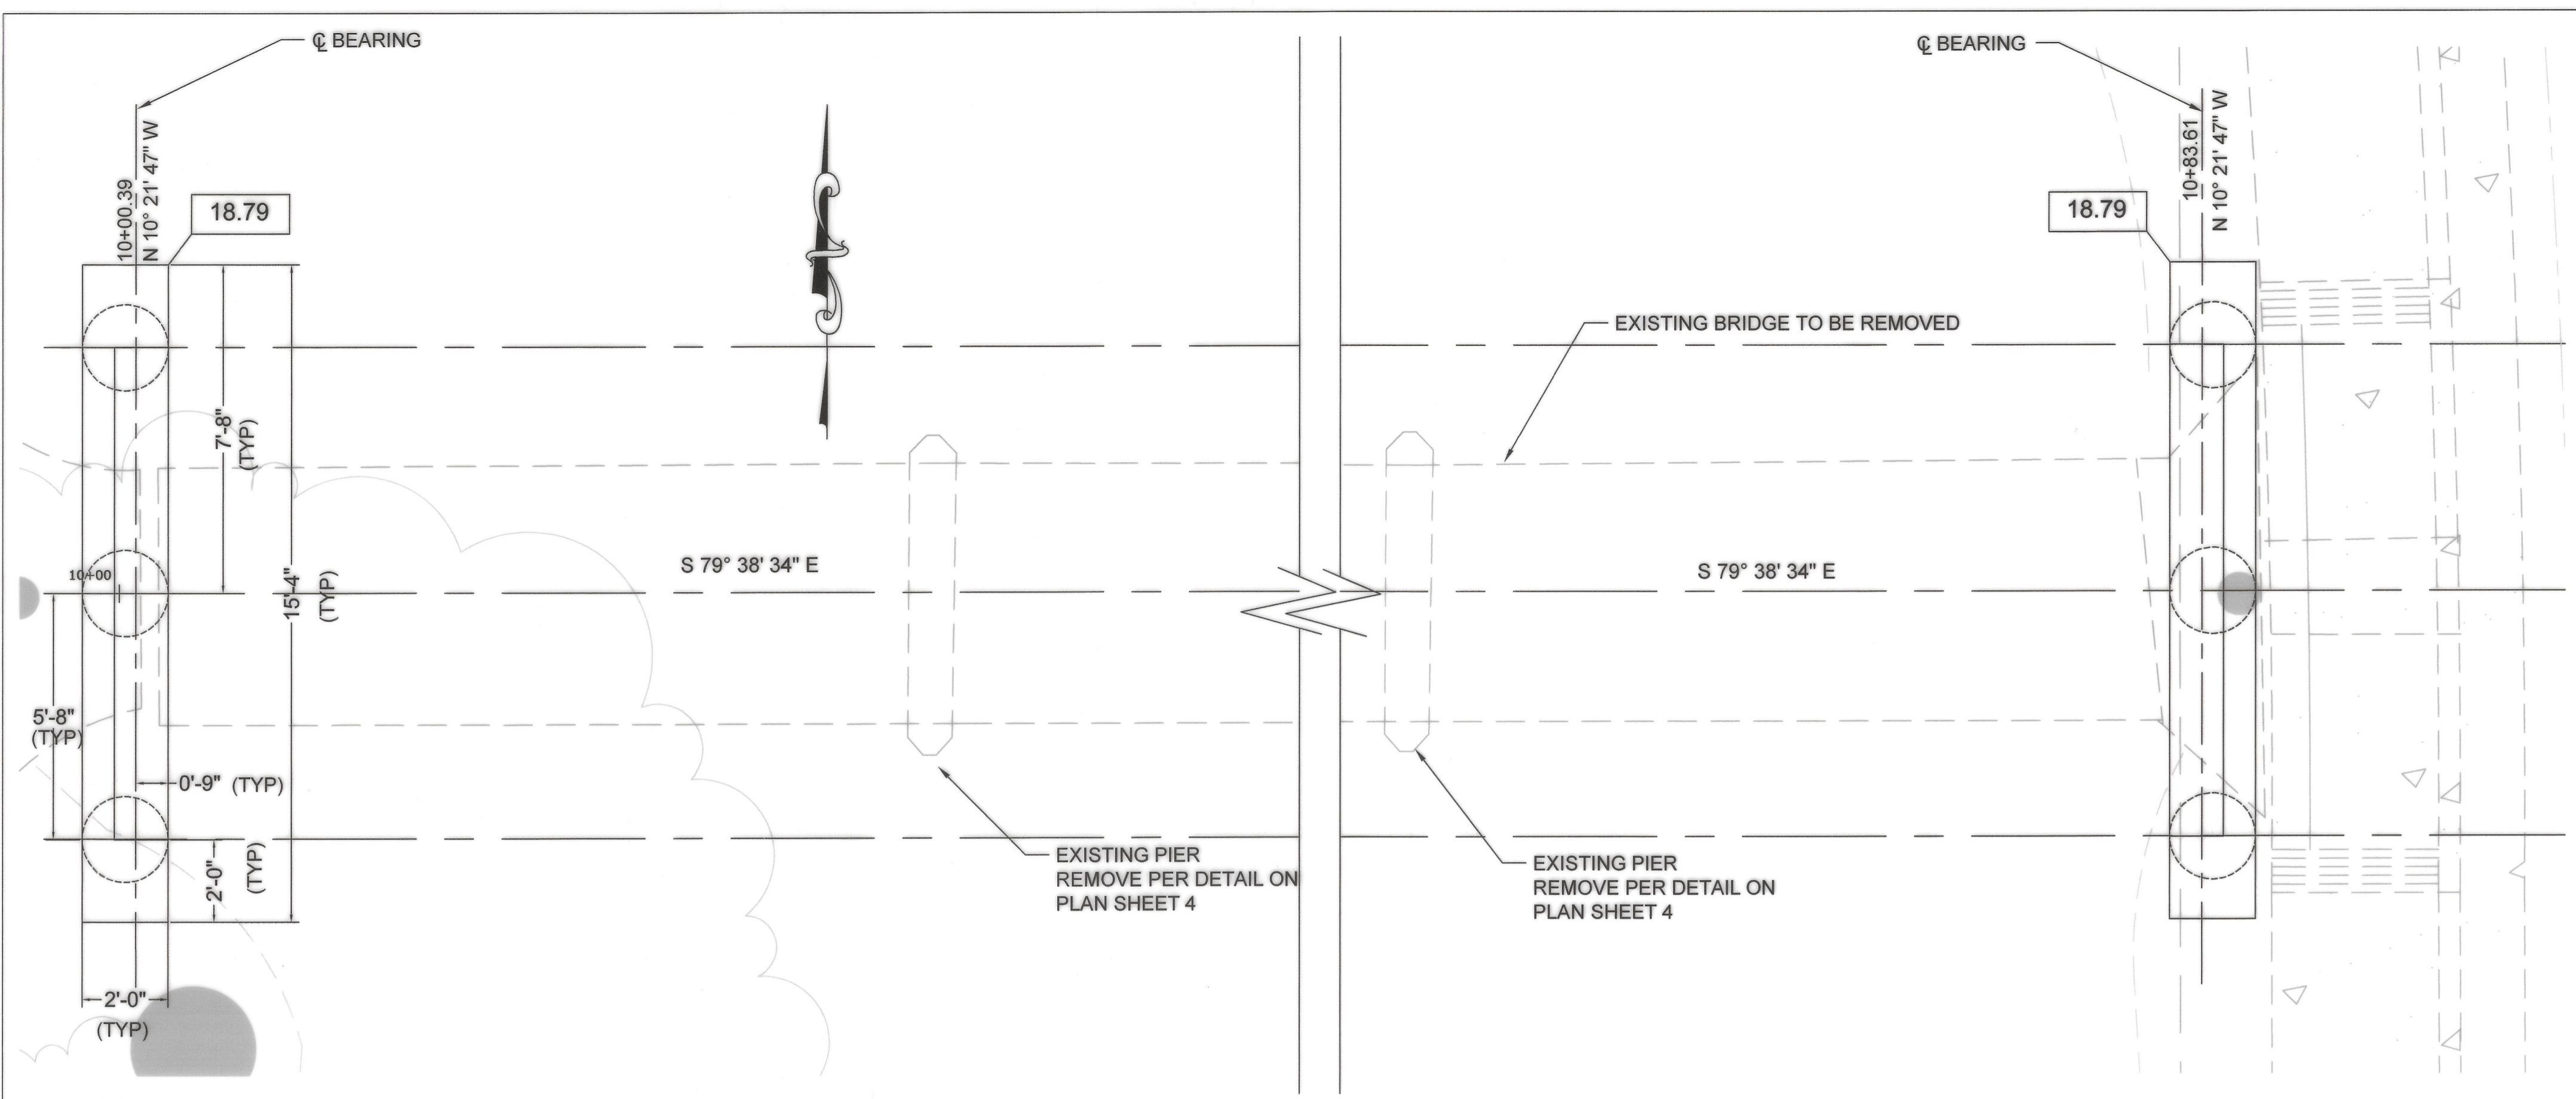 ℄ BEARING
℄ BEARING
10+00.39
N 10° 21' 47" W
18.79
10+83.61
N 10° 21' 47" W
18.79
EXISTING BRIDGE TO BE REMOVED
7'-8"
(TYP)
10+00
S 79° 38' 34" E
S 79° 38' 34" E
15'-4"
(TYP)
5'-8"
(TYP)
0'-9" (TYP)
2'-0"
(TYP)
EXISTING PIER
REMOVE PER DETAIL ON
PLAN SHEET 4
EXISTING PIER
REMOVE PER DETAIL ON
PLAN SHEET 4
2'-0"
(TYP)